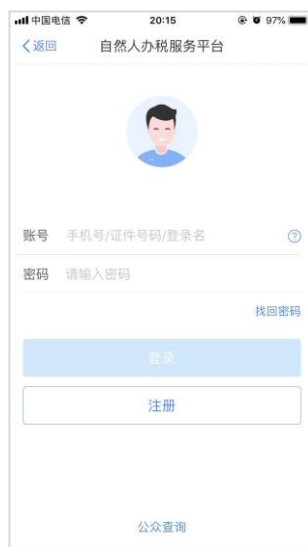 中国电信 20:15 97%
返回 自然人办税服务平台
账号 手机号/证件号码/登录名
密码 请输入密码
找回密码
登录
注册
公众查询